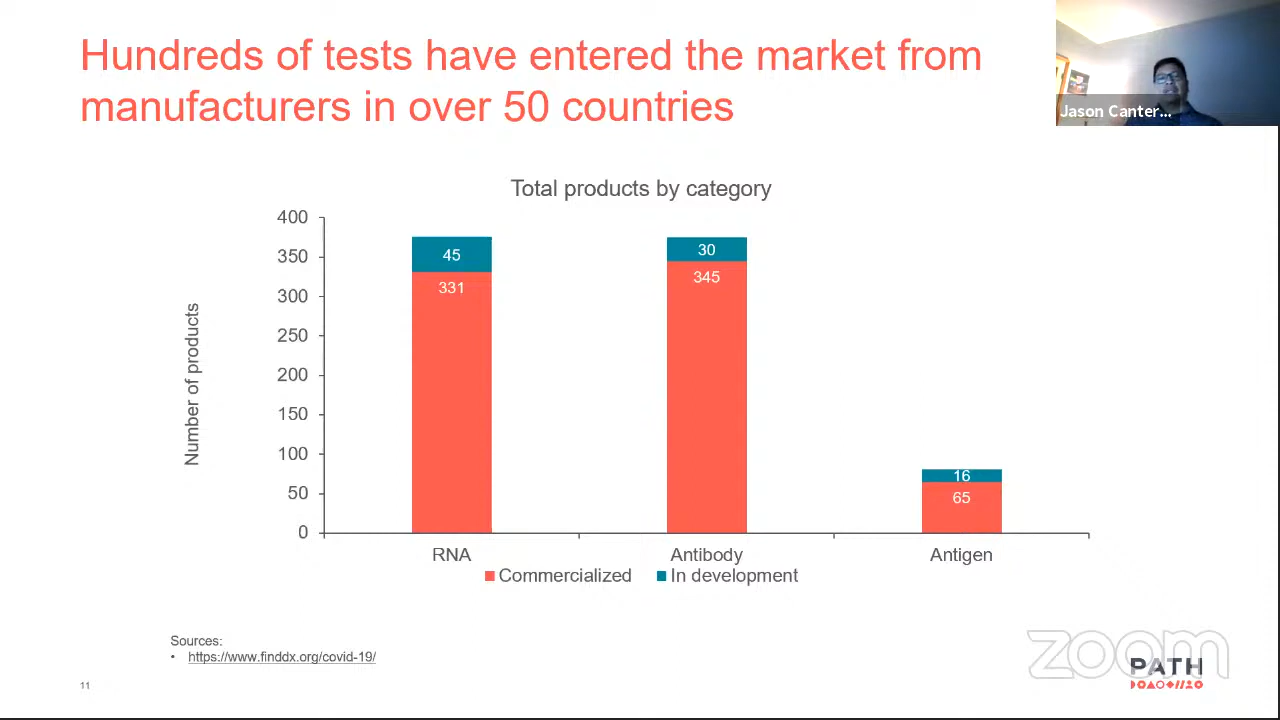 Hundreds of tests have entered the market from
manufacturers in over 50 countries
Jason Canter...
Total products by category
Number of products
400
350
300
250
200
150
100
50
0
45
331
30
345
16
65
RNA
Antibody
Antigen
Commercialized
In development
Sources:
• https://www.finddx.org/covid-19/
11
zoom
PATH